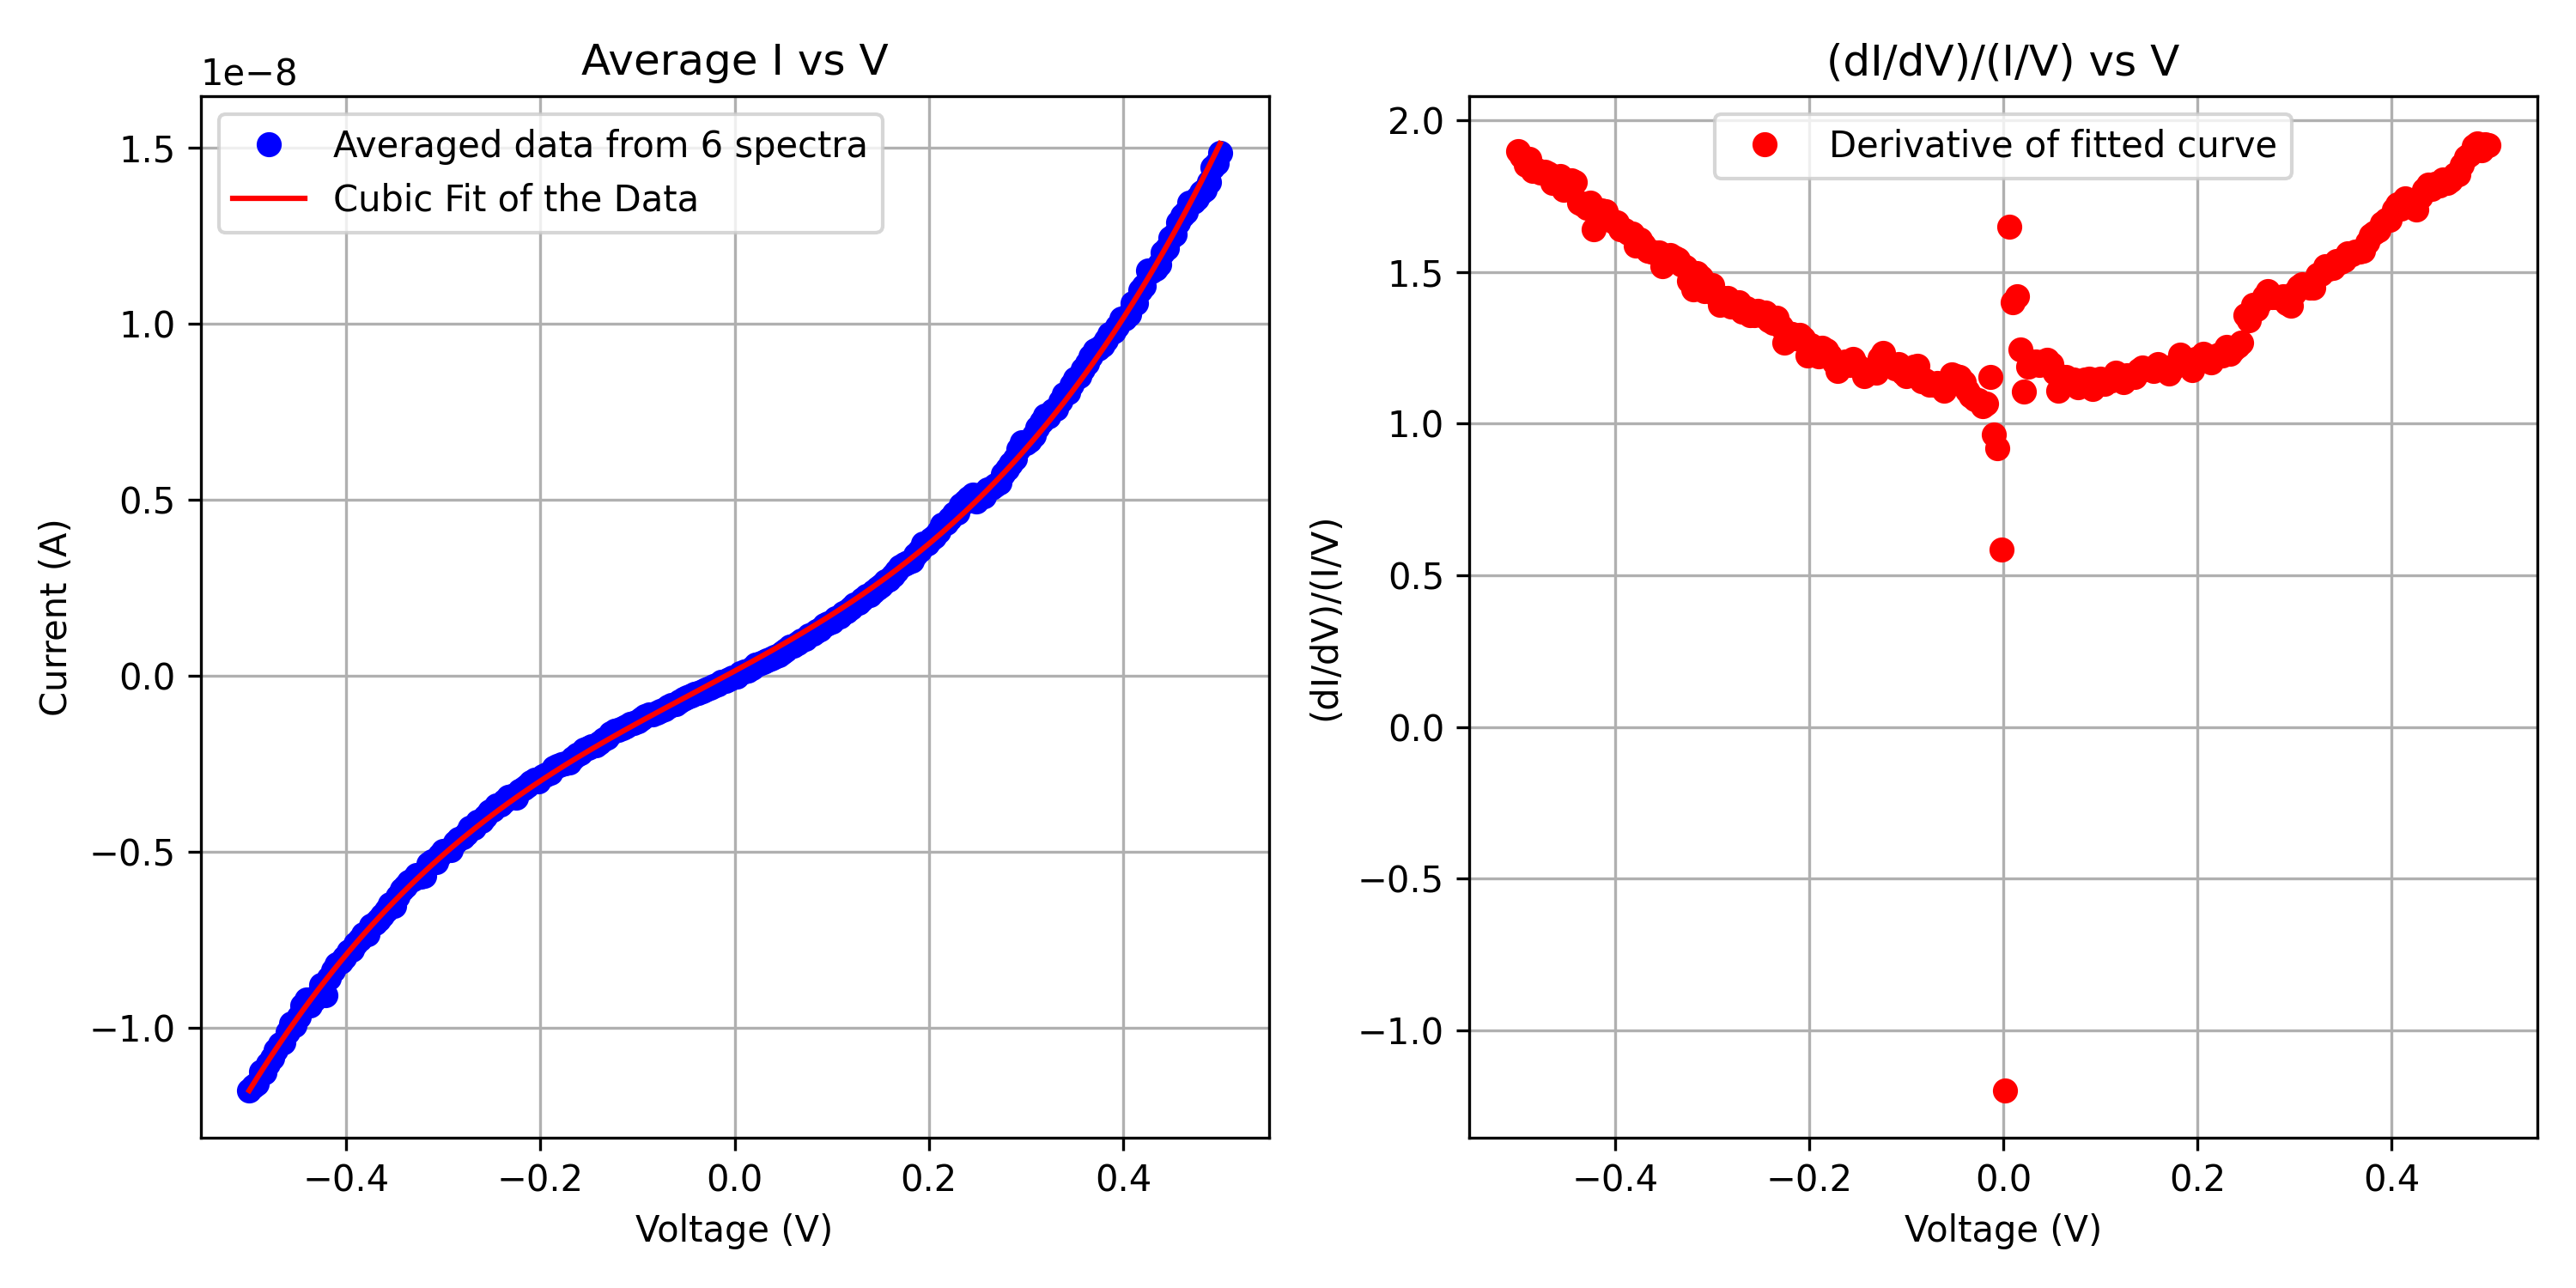 Average I vs V
1e−8
Averaged data from 6 spectra
Cubic Fit of the Data
1.5
1.0
0.5
0.0
−0.5
−1.0
Current (A)
−0.4
−0.2
0.0
0.2
0.4
Voltage (V)
(dI/dV)/(I/V) vs V
Derivative of fitted curve
2.0
1.5
1.0
0.5
0.0
−0.5
−1.0
(dI/dV)/(I/V)
−0.4
−0.2
0.0
0.2
0.4
Voltage (V)